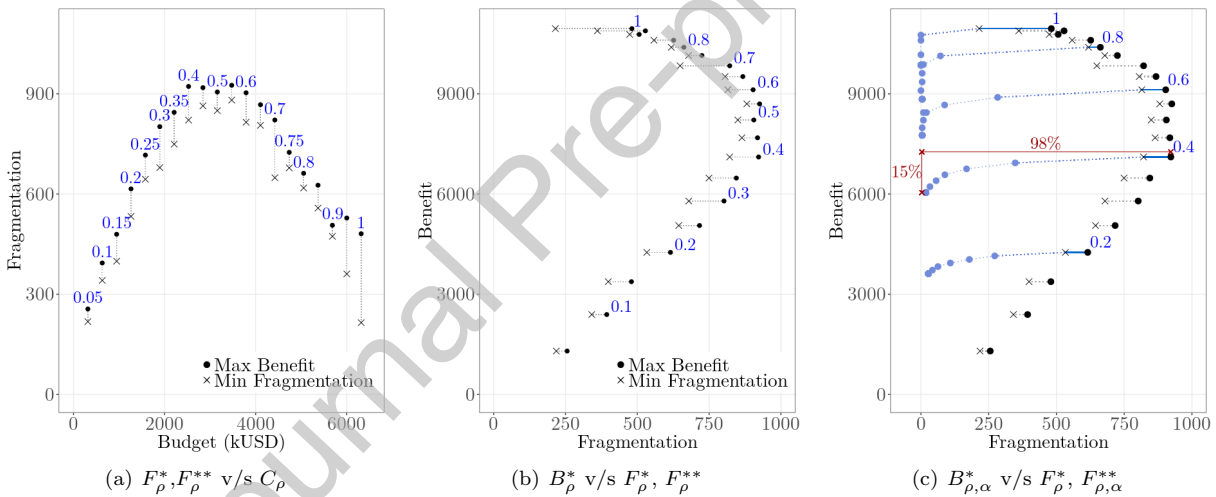 Fragmentation
900
600
300
0
0.05
0.1
0.15
0.2
0.25
0.3
0.35
0.4
0.5
0.6
0.7
0.75
0.8
0.9
1
Max Benefit
Min Fragmentation
0 2000 4000 6000
Budget (kUSD)
(a) F*ρ,F**ρ v/s Cρ
Benefit
9000
6000
3000
0
1
0.8
0.7
0.6
0.5
0.4
0.3
0.2
0.1
Max Benefit
Min Fragmentation
0 250 500 750 1000
Fragmentation
(b) B*ρ v/s F*ρ, F**ρ
Benefit
9000
6000
3000
0
1
0.8
0.6
0.4
98%
15%
0.2
Max Benefit
Min Fragmentation
0 250 500 750 1000
Fragmentation
(c) B*ρ,α v/s F*ρ, F**ρ,α
Journal Pre-p